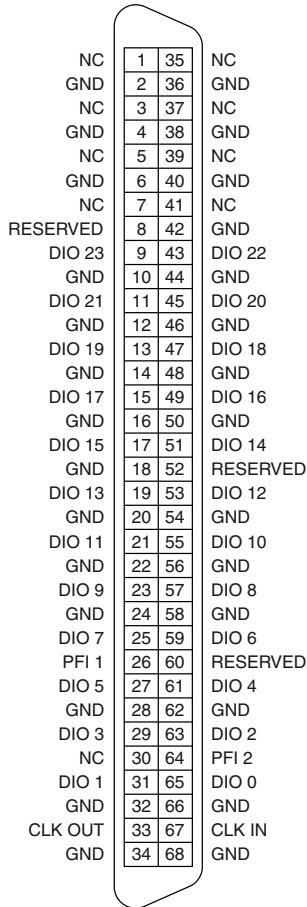 NC 1 35 NC
GND 2 36 GND
NC 3 37 NC
GND 4 38 GND
NC 5 39 NC
GND 6 40 GND
NC 7 41 NC
RESERVED 8 42 GND
DIO 23 9 43 DIO 22
GND 10 44 GND
DIO 21 11 45 DIO 20
GND 12 46 GND
DIO 19 13 47 DIO 18
GND 14 48 GND
DIO 17 15 49 DIO 16
GND 16 50 GND
DIO 15 17 51 DIO 14
GND 18 52 RESERVED
DIO 13 19 53 DIO 12
GND 20 54 GND
DIO 11 21 55 DIO 10
GND 22 56 GND
DIO 9 23 57 DIO 8
GND 24 58 GND
DIO 7 25 59 DIO 6
PFI 1 26 60 RESERVED
DIO 5 27 61 DIO 4
GND 28 62 GND
DIO 3 29 63 DIO 2
NC 30 64 PFI 2
DIO 1 31 65 DIO 0
GND 32 66 GND
CLK OUT 33 67 CLK IN
GND 34 68 GND